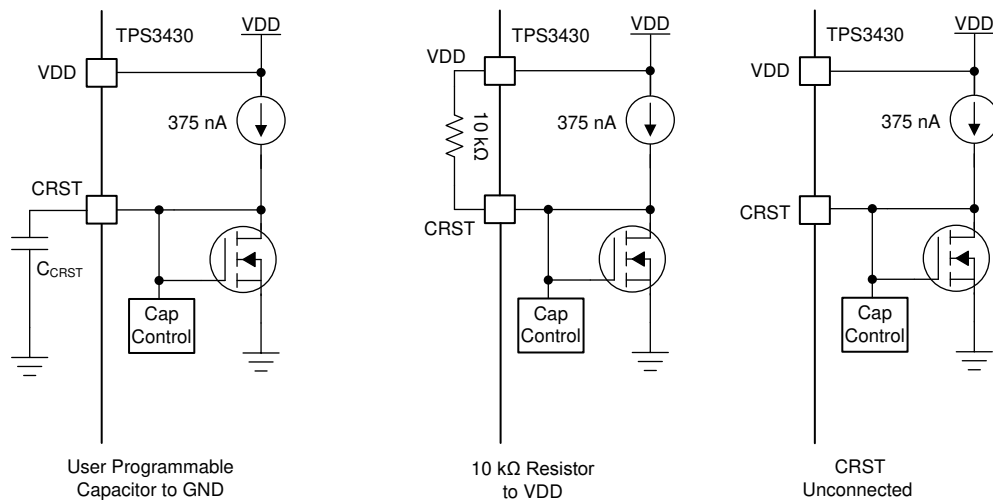 TPS3430
VDD
VDD
375 nA
CRST
CCRST
Cap
Control
User Programmable
Capacitor to GND
TPS3430
VDD
VDD
10 kΩ
375 nA
CRST
Cap
Control
10 kΩ Resistor
to VDD
TPS3430
VDD
VDD
375 nA
CRST
Cap
Control
CRST
Unconnected